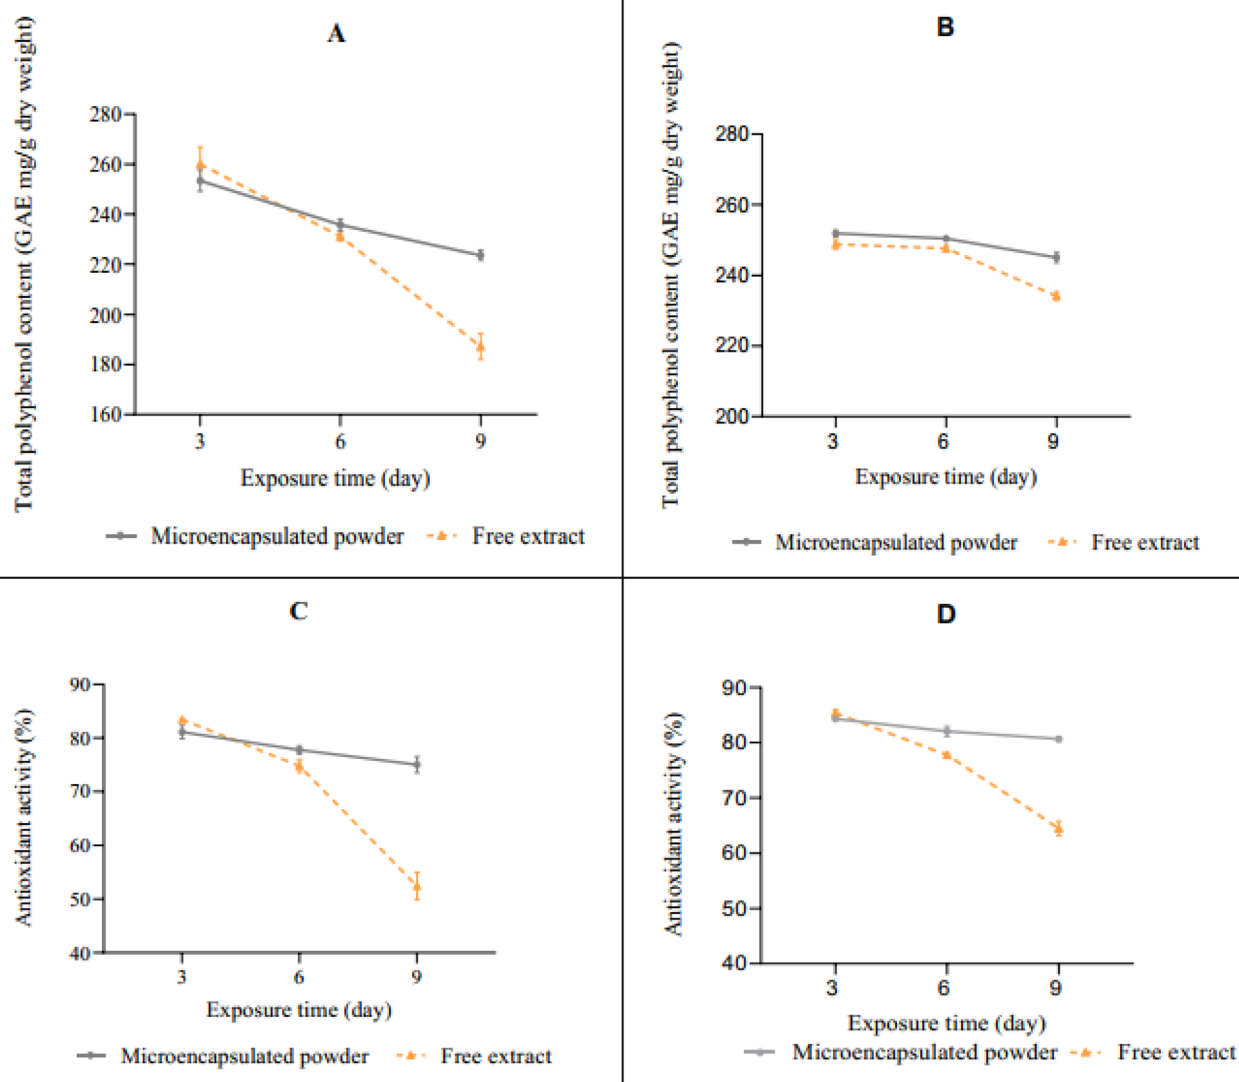 A
Total polyphenol content (GAE mg/g dry weight)
280
260
240
220
200
180
160
3 6 9
Exposure time (day)
Microencapsulated powder Free extract
B
Total polyphenol content (GAE mg/g dry weight)
280
260
240
220
200
3 6 9
Exposure time (day)
Microencapsulated powder Free extract
C
Antioxidant activity (%)
90
80
70
60
50
40
3 6 9
Exposure time (day)
Microencapsulated powder Free extract
D
Antioxidant activity (%)
90
80
70
60
50
40
3 6 9
Exposure time (day)
Microencapsulated powder Free extract